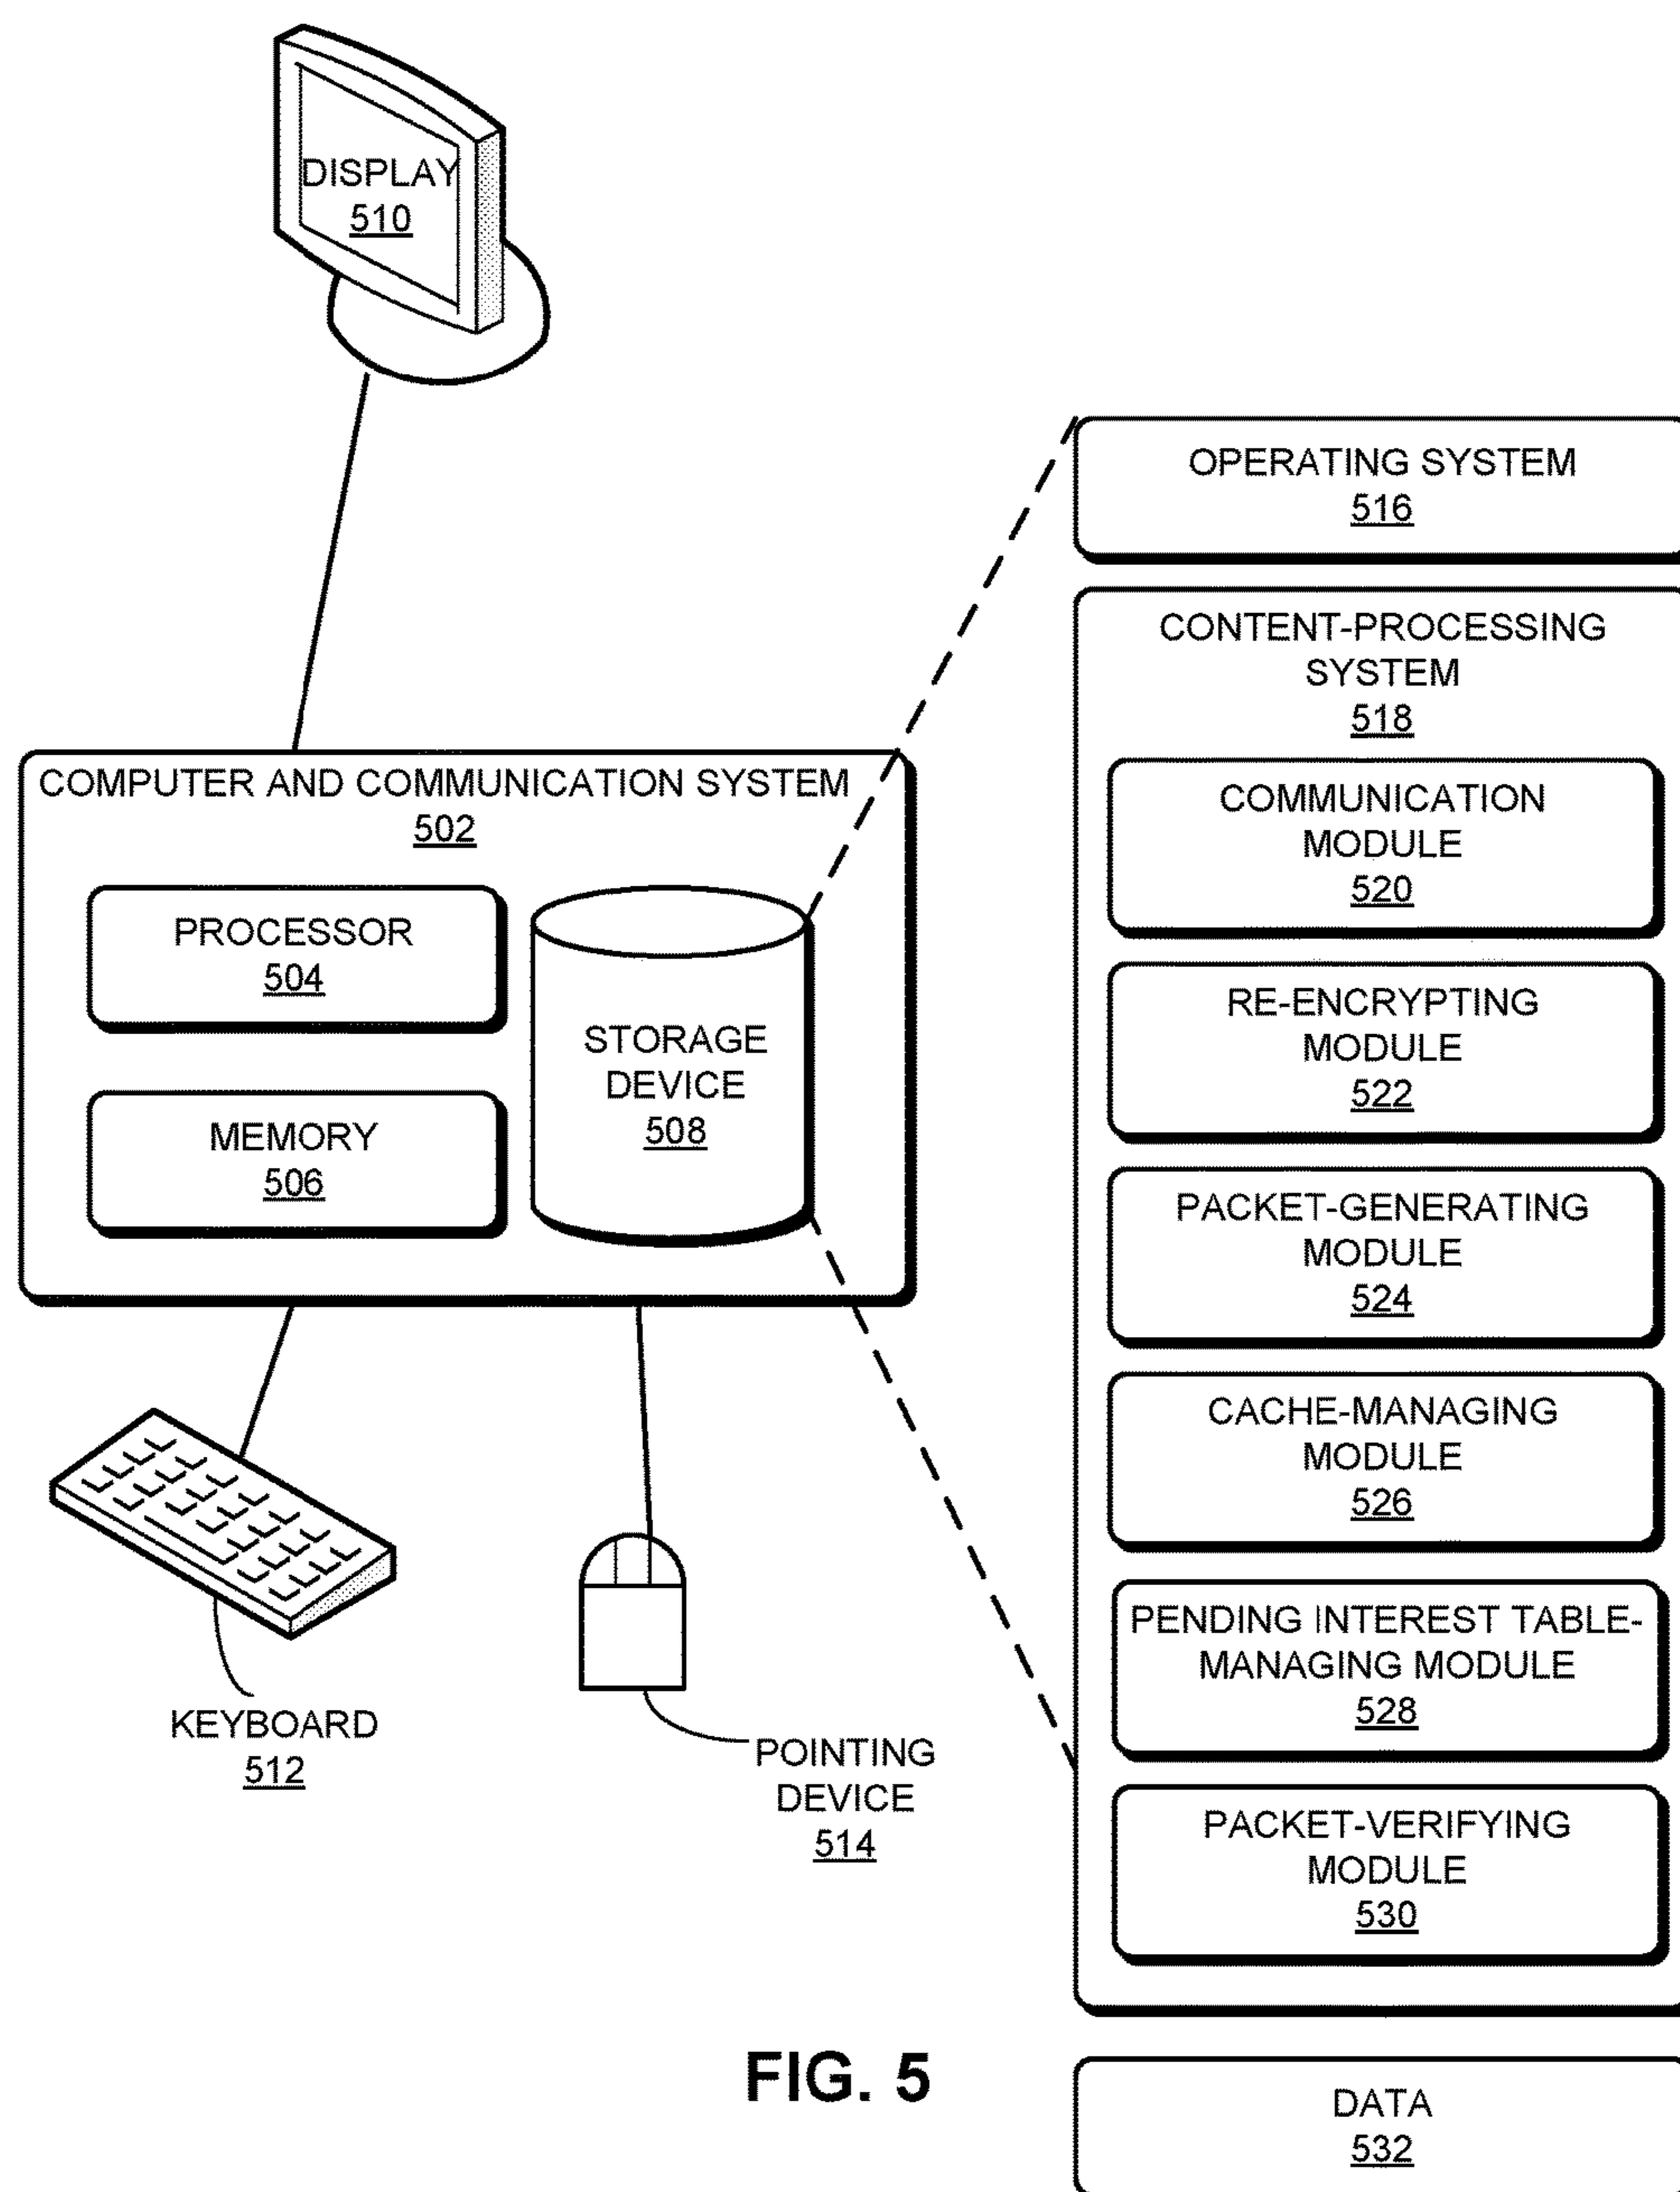 DISPLAY
510
COMPUTER AND COMMUNICATION SYSTEM
502
PROCESSOR
504
MEMORY
506
STORAGE
DEVICE
508
KEYBOARD
512
POINTING
DEVICE
514
OPERATING SYSTEM
516
CONTENT-PROCESSING
SYSTEM
518
COMMUNICATION
MODULE
520
RE-ENCRYPTING
MODULE
522
PACKET-GENERATING
MODULE
524
CACHE-MANAGING
MODULE
526
PENDING INTEREST TABLE-
MANAGING MODULE
528
PACKET-VERIFYING
MODULE
530
DATA
532
FIG. 5